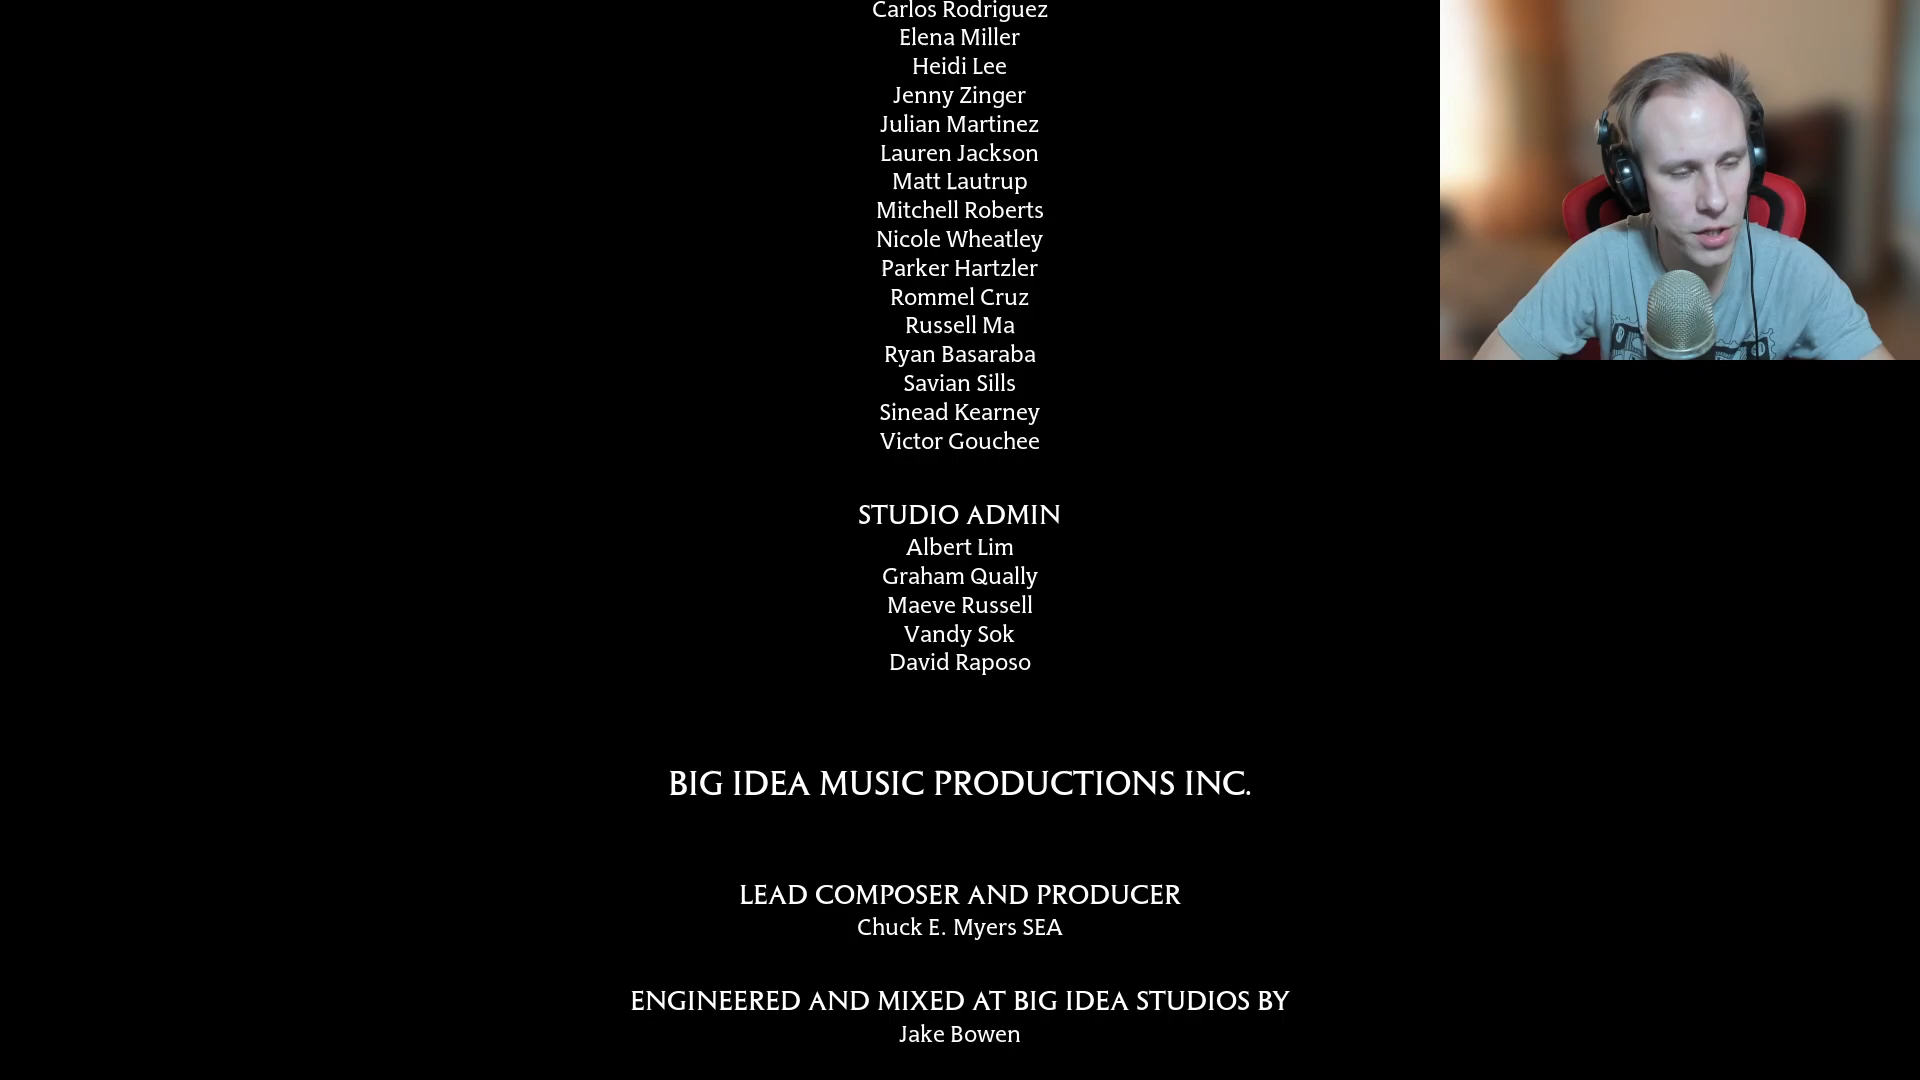 Carlos Rodriguez
Elena Miller
Heidi Lee
Jenny Zinger
Julian Martinez
Lauren Jackson
Matt Lautrup
Mitchell Roberts
Nicole Wheatley
Parker Hartzler
Rommel Cruz
Russell Ma
Ryan Basaraba
Savian Sills
Sinead Kearney
Victor Gouchee
STUDIO ADMIN
Albert Lim
Graham Qually
Maeve Russell
Vandy Sok
David Raposo
BIG IDEA MUSIC PRODUCTIONS INC.
LEAD COMPOSER AND PRODUCER
Chuck E. Myers SEA
ENGINEERED AND MIXED AT BIG IDEA STUDIOS BY
Jake Bowen